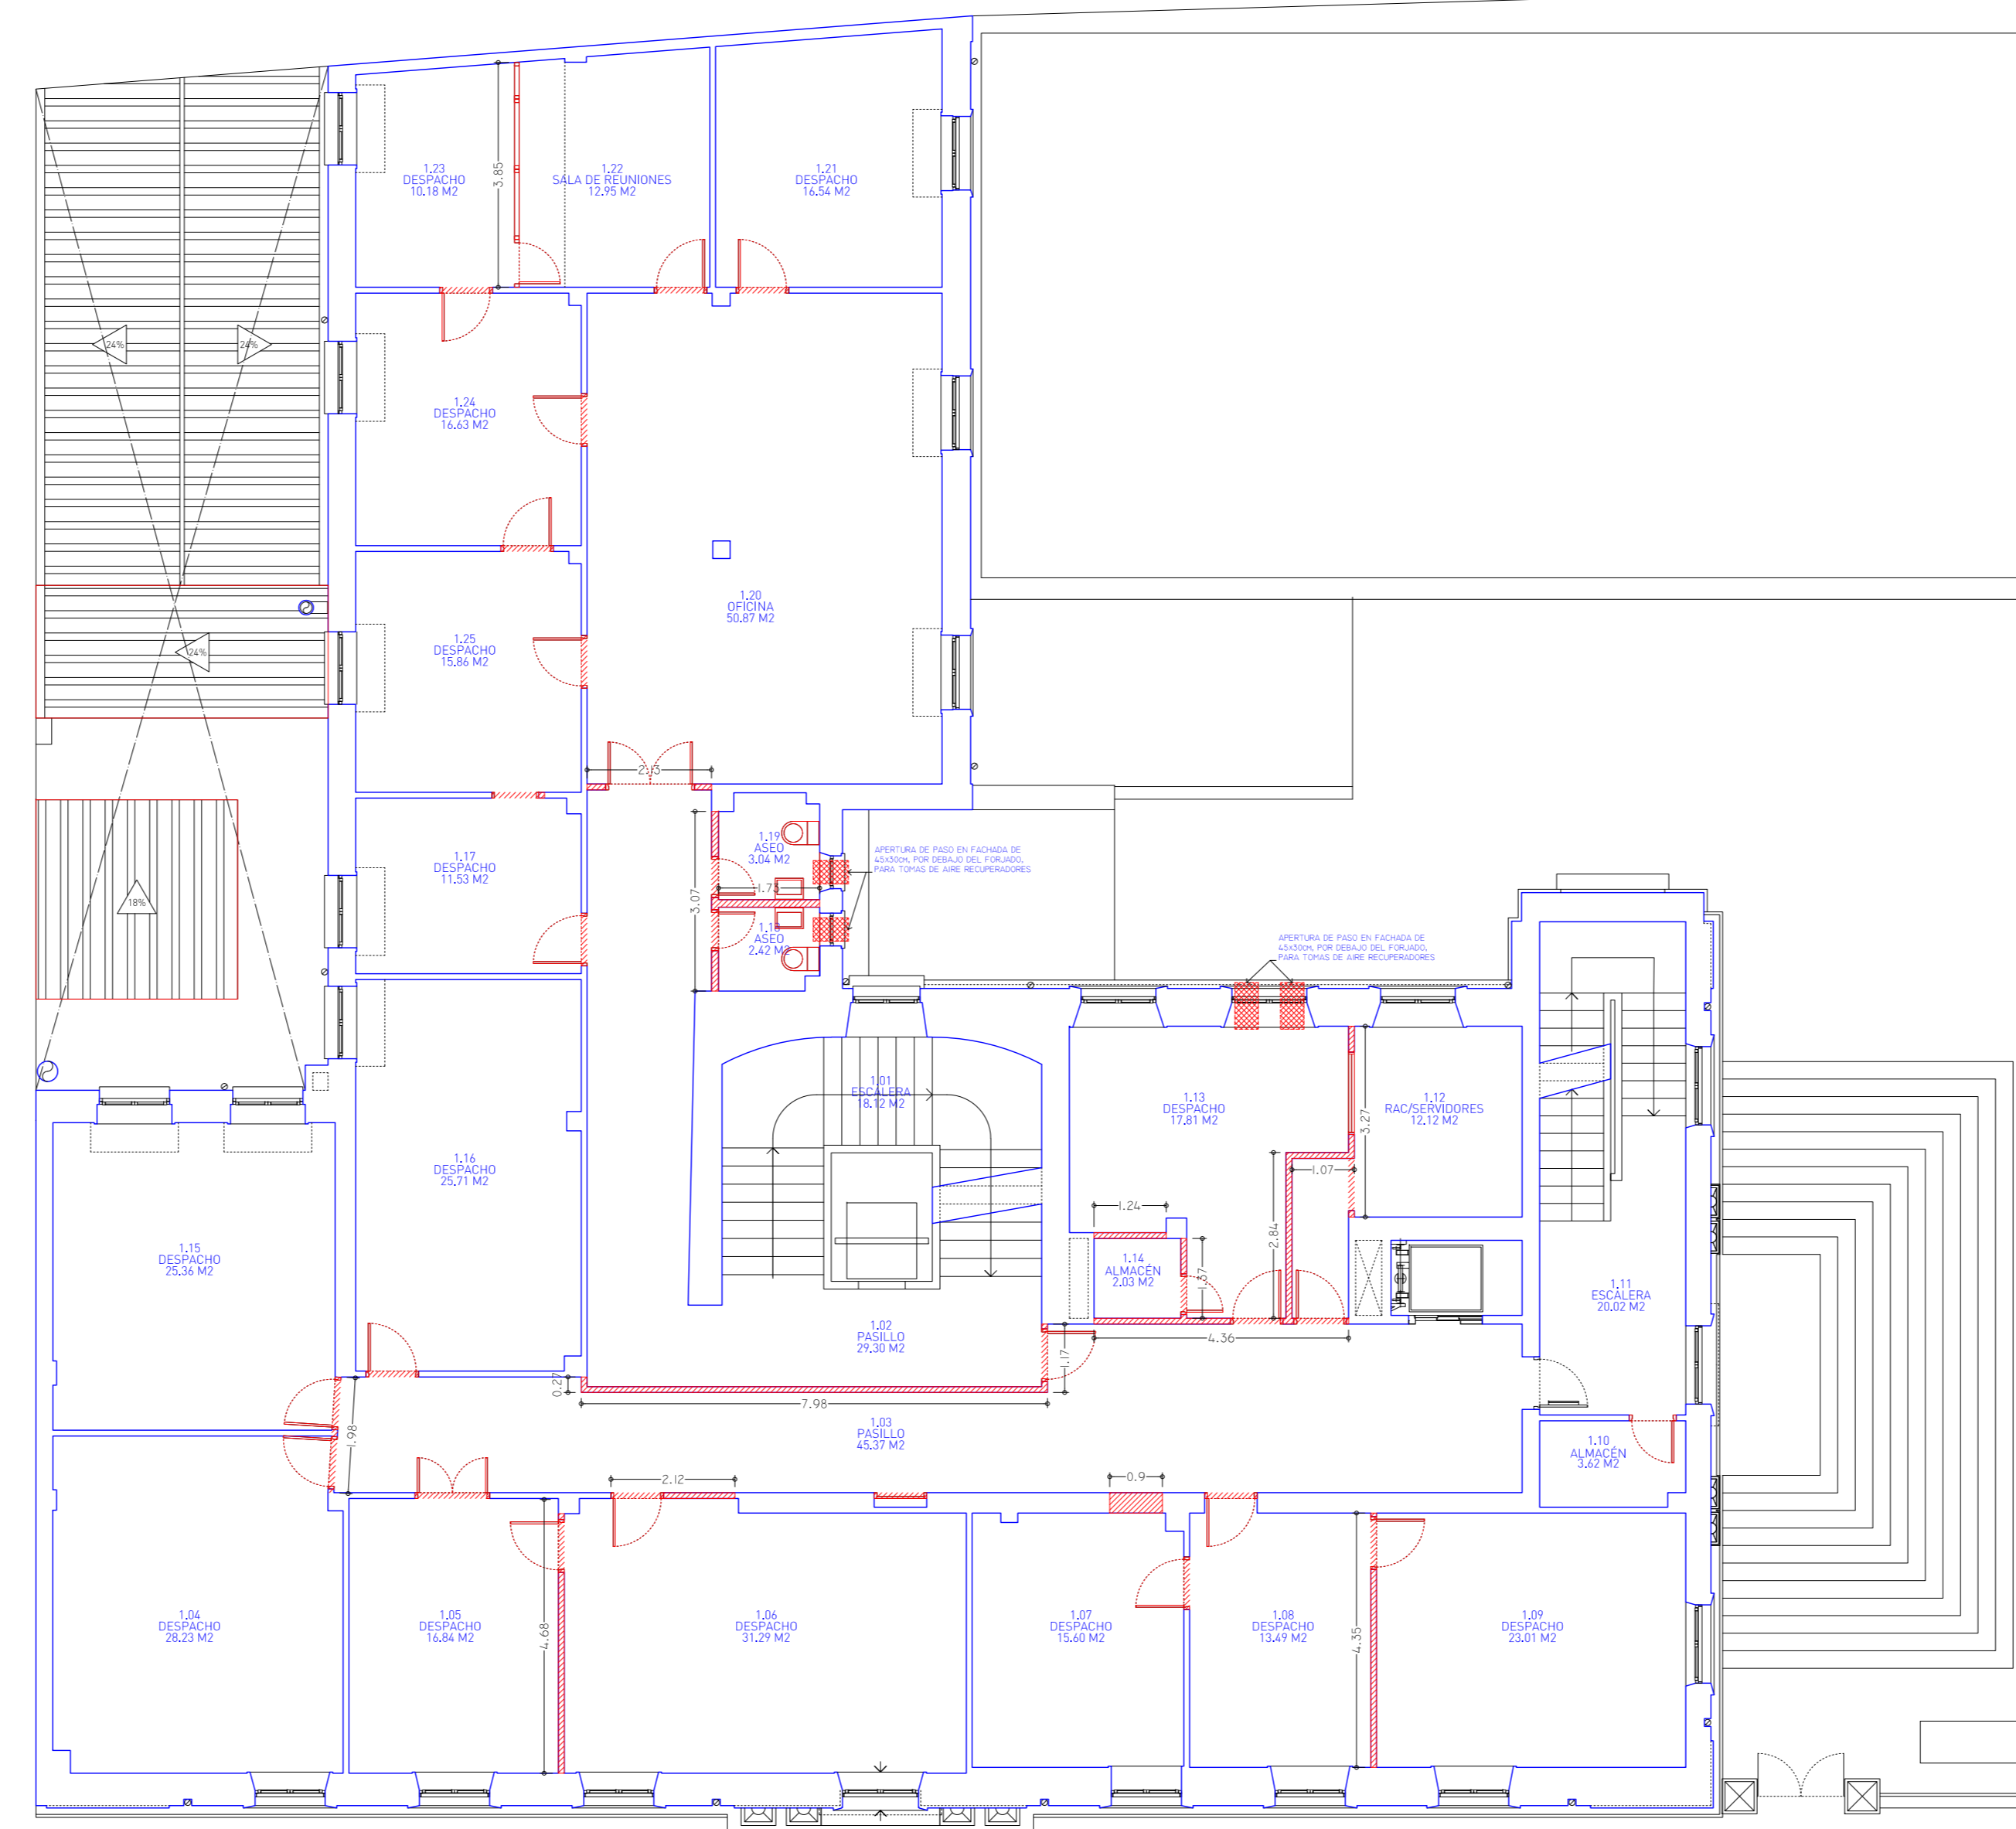 1.23
DESPACHO
10.18 M2
3.85
1.22
SALA DE REUNIONES
12.95 M2
1.21
DESPACHO
16.54 M2
24%
24%
1.24
DESPACHO
16.63 M2
1.20
OFICINA
50.87 M2
1.25
DESPACHO
15.86 M2
24%
2.13
1.17
DESPACHO
11.53 M2
18%
3.07
1.19
ASEO
3.04 M2
1.73
APERTURA DE PASO EN FACHADA DE
45x30cm, POR DEBAJO DEL FORJADO,
PARA TOMAS DE AIRE RECUPERADORES
1.18
ASEO
2.42 M2
APERTURA DE PASO EN FACHADA DE
45x30cm, POR DEBAJO DEL FORJADO,
PARA TOMAS DE AIRE RECUPERADORES
1.01
ESCALERA
18.12 M2
1.13
DESPACHO
17.81 M2
3.27
1.12
RAC/SERVIDORES
12.12 M2
1.16
DESPACHO
25.71 M2
1.07
1.24
2.84
1.15
DESPACHO
25.36 M2
1.14
ALMACÉN
2.03 M2
1.37
1.11
ESCALERA
20.02 M2
1.02
PASILLO
29.30 M2
1.17
4.36
0.27
7.98
1.98
1.03
PASILLO
45.37 M2
1.10
ALMACÉN
3.62 M2
2.12
0.9
1.04
DESPACHO
28.23 M2
1.05
DESPACHO
16.84 M2
4.68
1.06
DESPACHO
31.29 M2
1.07
DESPACHO
15.60 M2
1.08
DESPACHO
13.49 M2
4.35
1.09
DESPACHO
23.01 M2